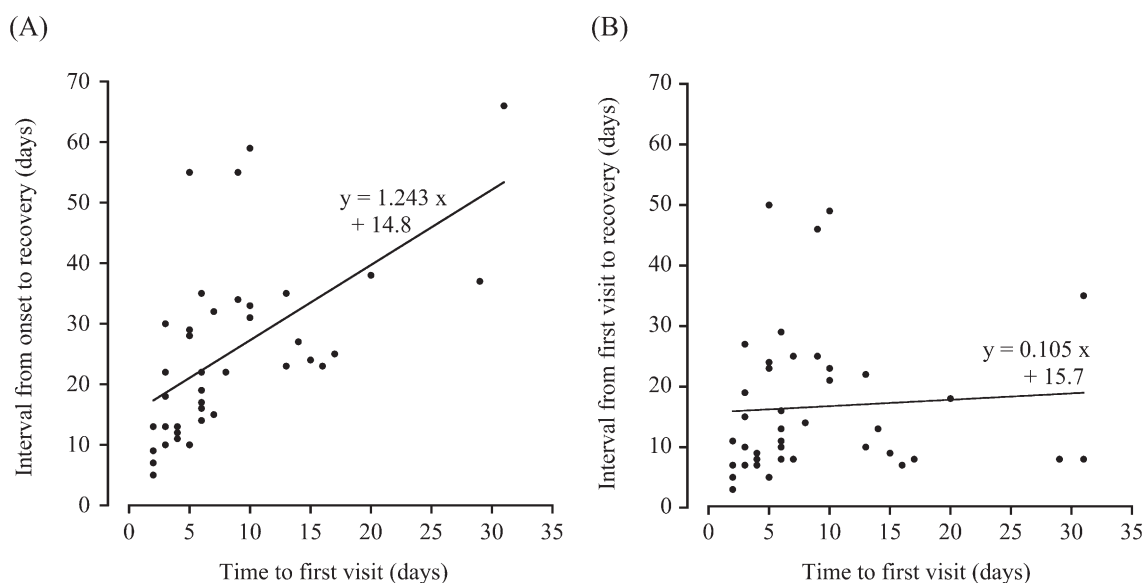 (A)
Interval from onset to recovery (days)
70
60
50
40
30
20
10
0
y = 1.243 x
+ 14.8
0 5 10 15 20 25 30 35
Time to first visit (days)
(B)
Interval from first visit to recovery (days)
70
60
50
40
30
20
10
0
y = 0.105 x
+ 15.7
0 5 10 15 20 25 30 35
Time to first visit (days)